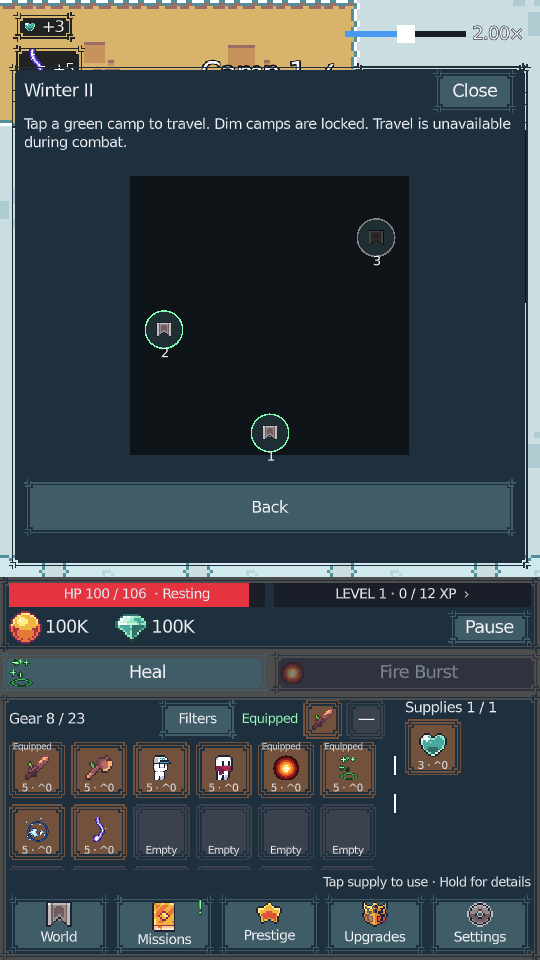 +3
2.00×
+5
Camp 1
Winter II
Close
Tap a green camp to travel. Dim camps are locked. Travel is unavailable
during combat.
3
2
1
Back
HP 100 / 106 · Resting
LEVEL 1 · 0 / 12 XP ›
100K
100K
Pause
Heal
Fire Burst
Gear 8 / 23
Filters
Equipped
—
Supplies 1 / 1
Equipped
Equipped
Equipped
5 · ^0
5 · ^0
5 · ^0
5 · ^0
5 · ^0
5 · ^0
3 · ^0
5 · ^0
5 · ^0
Empty
Empty
Empty
Empty
Tap supply to use · Hold for details
!
World
Missions
Prestige
Upgrades
Settings